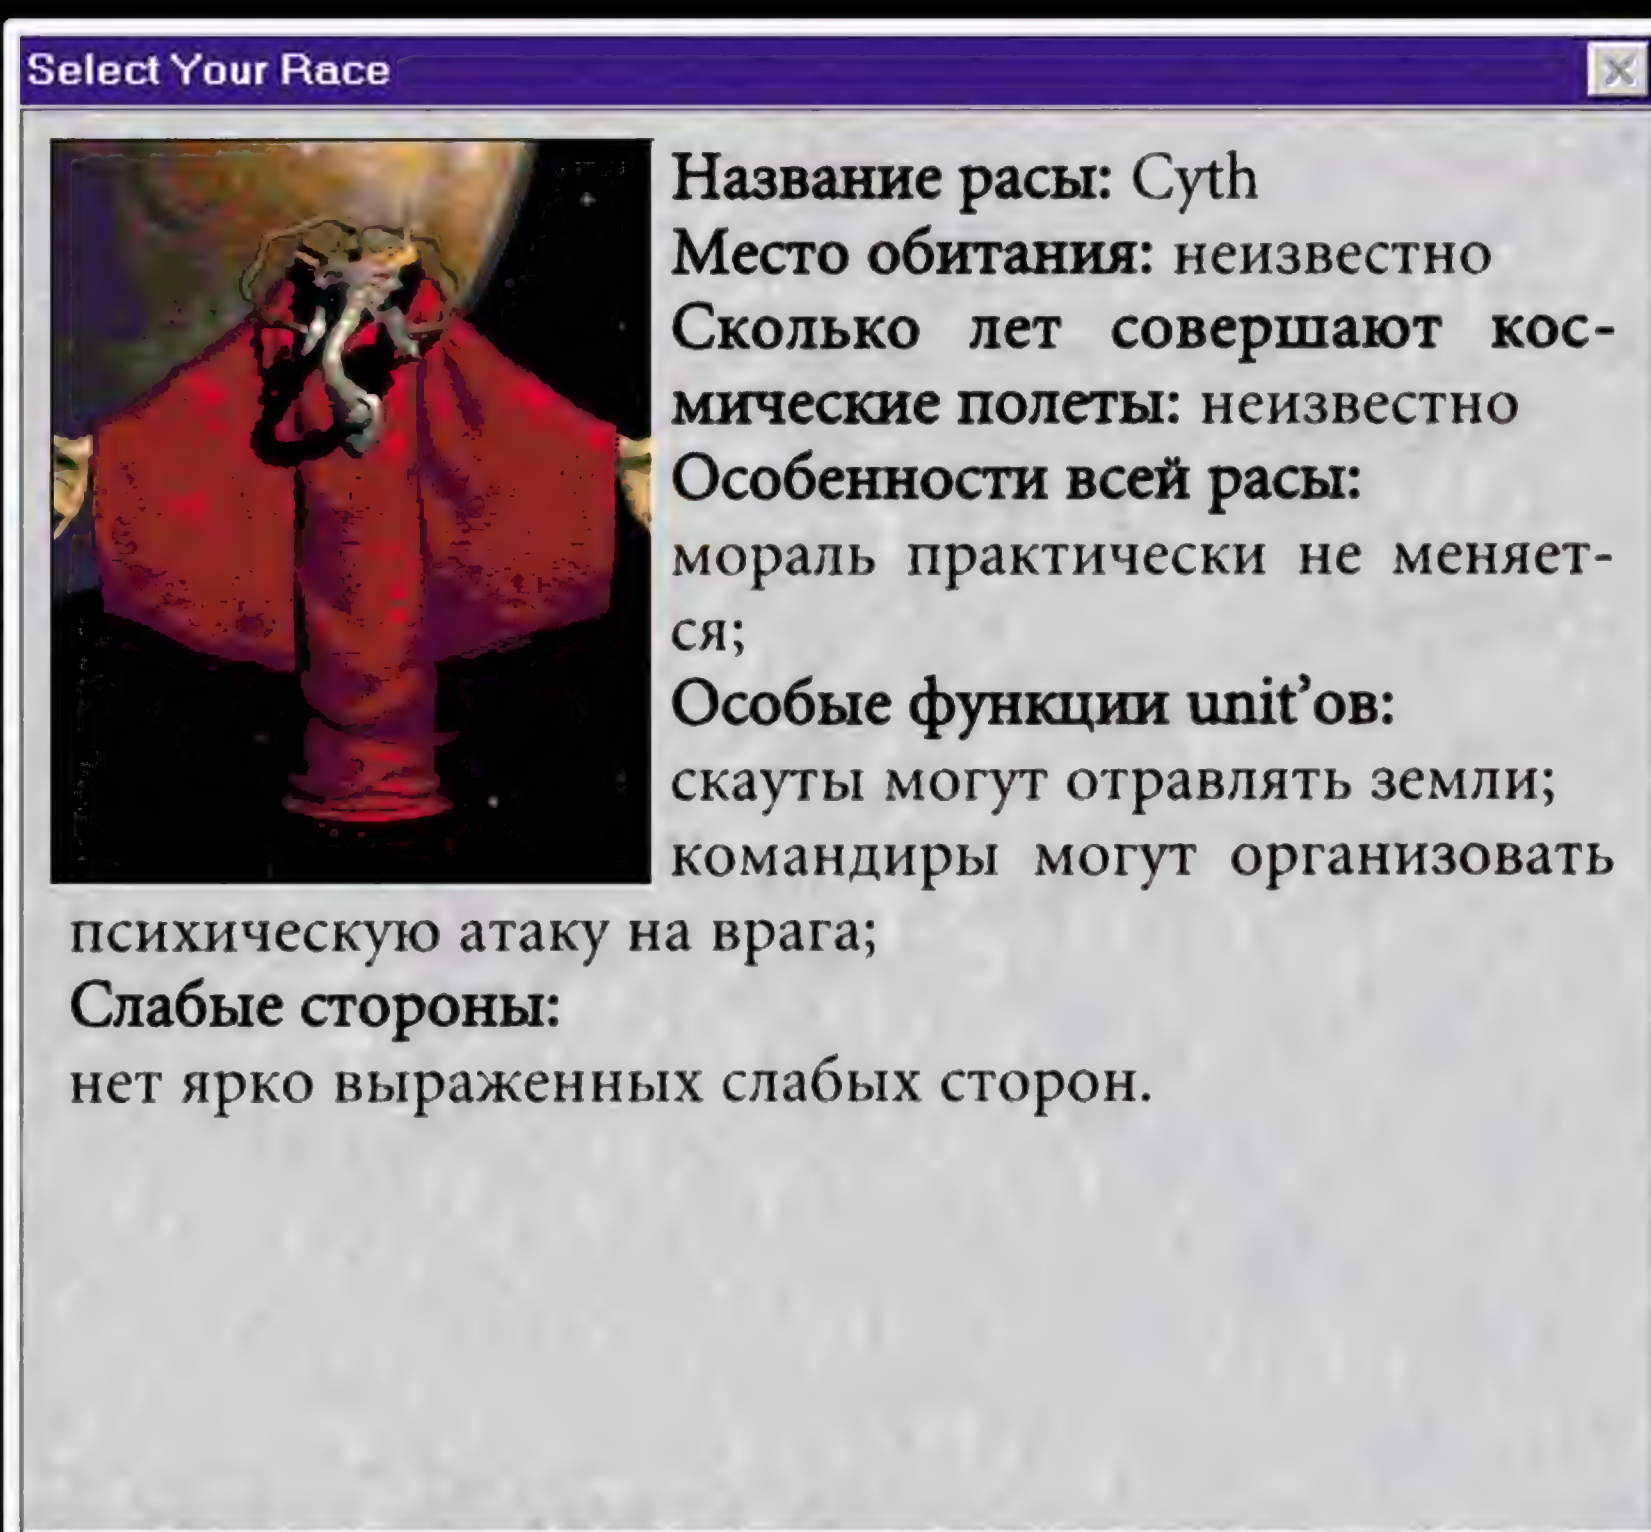 Select Your Race
Название расы: Cyth
Место обитания: неизвестно
Сколько лет совершают кос-
мические полеты: неизвестно
Особенности всей расы:
мораль практически не меняет-
ся;
Особые функции unit’ов:
скауты могут отравлять земли;
командиры могут организовать
психическую атаку на врага;
Слабые стороны:
нет ярко выраженных слабых сторон.